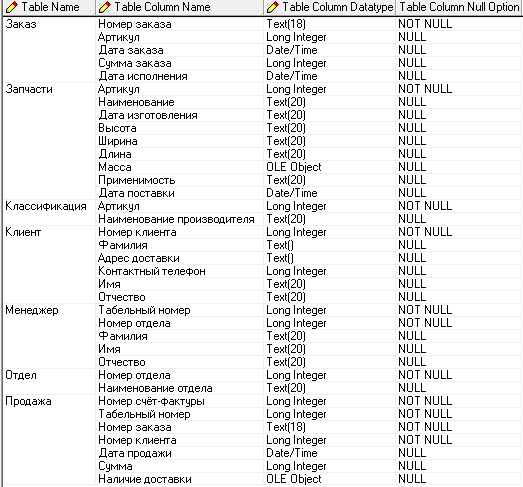 Table Name Table Column Name Table Column Datatype Table Column Null Option
Заказ Номер заказа Text(18) NOT NULL
Артикул Long Integer NULL
Дата заказа Date/Time NULL
Сумма заказа Long Integer NULL
Дата исполнения Date/Time NULL
Запчасти Артикул Long Integer NOT NULL
Наименование Text(20) NULL
Дата изготовления Text(20) NULL
Высота Text(20) NULL
Ширина Text(20) NULL
Длина Text(20) NULL
Масса OLE Object NULL
Применимость Text(20) NULL
Дата поставки Date/Time NULL
Классификация Артикул Long Integer NOT NULL
Наименование производителя Text(20) NULL
Клиент Номер клиента Long Integer NOT NULL
Фамилия Text() NULL
Адрес доставки Text() NULL
Контактный телефон Long Integer NULL
Имя Text(20) NULL
Отчество Text(20) NULL
Менеджер Табельный номер Long Integer NOT NULL
Номер отдела Long Integer NOT NULL
Фамилия Text(20) NULL
Имя Text(20) NULL
Отчество Text(20) NULL
Отдел Номер отдела Long Integer NOT NULL
Наименование отдела Text(20) NULL
Продажа Номер счёт-фактуры Long Integer NOT NULL
Табельный номер Long Integer NOT NULL
Номер заказа Text(18) NOT NULL
Номер клиента Long Integer NOT NULL
Дата продажи Date/Time NULL
Сумма Long Integer NULL
Наличие доставки OLE Object NULL